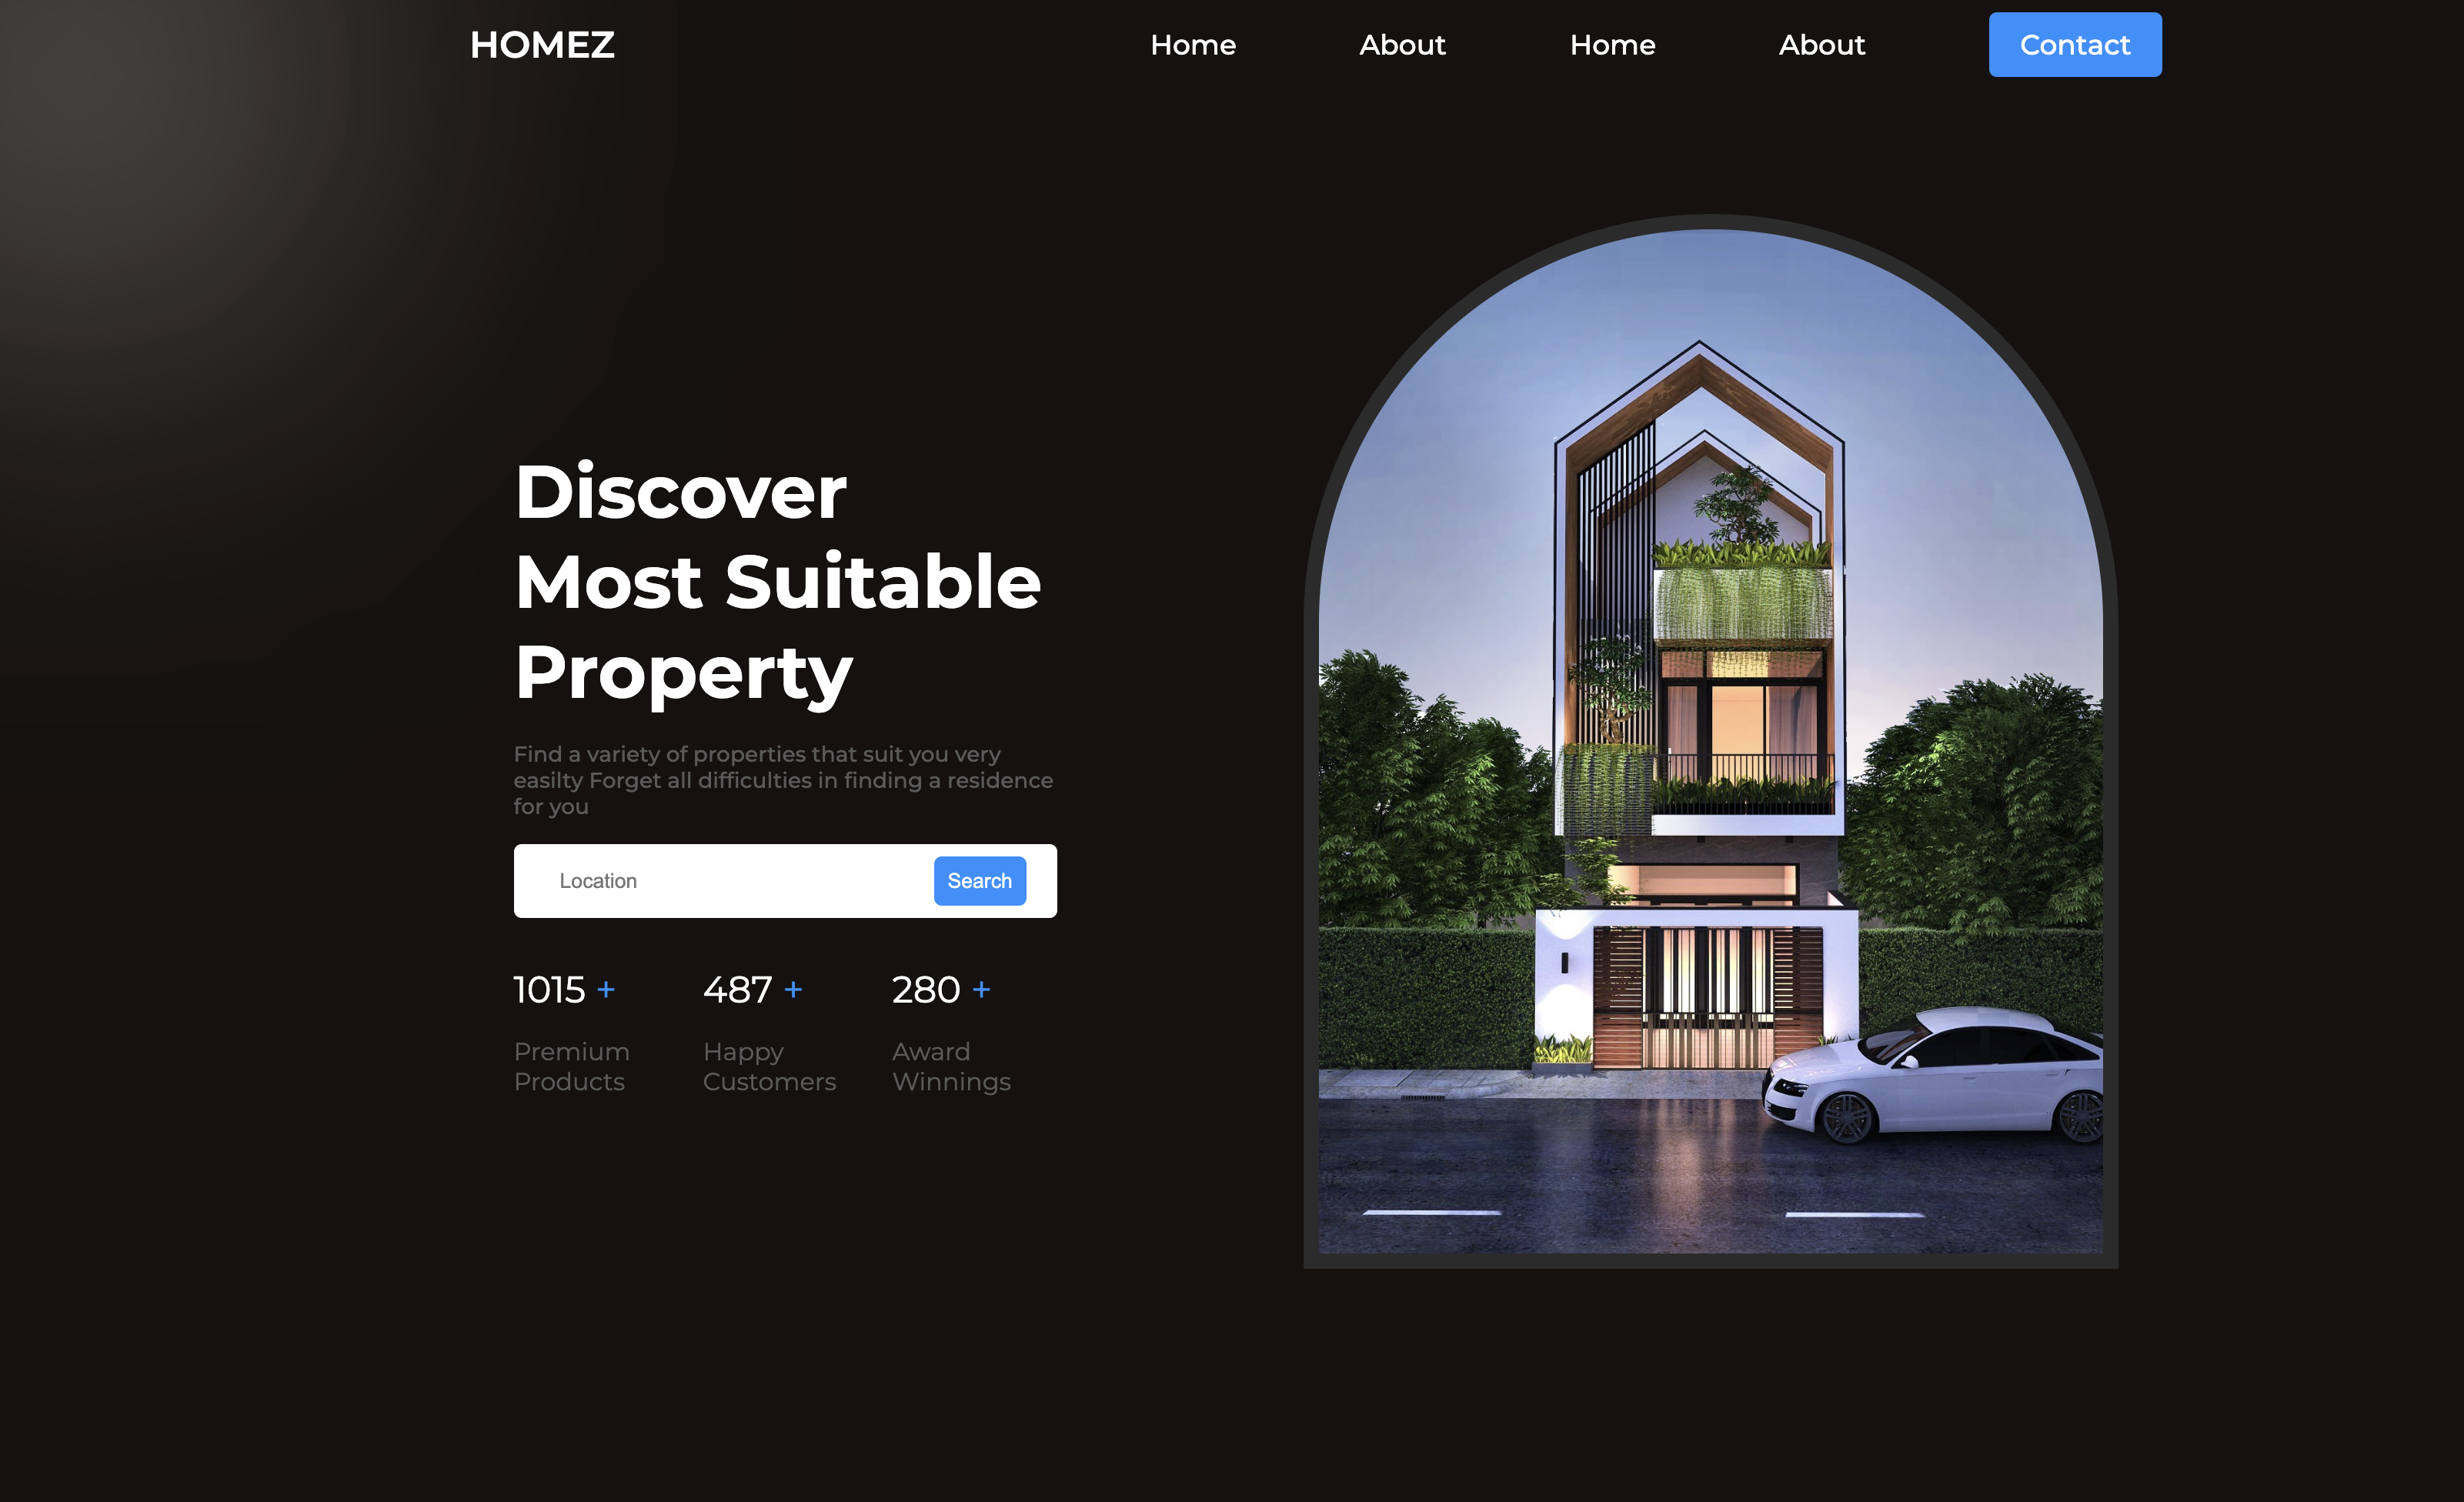 HOMEZ
Home
About
Home
About
Contact
Discover
Most Suitable
Property
Find a variety of properties that suit you very
easilty Forget all difficulties in finding a residence
for you
Location
Search
1015 +
487 +
280 +
Premium
Products
Happy
Customers
Award
Winnings